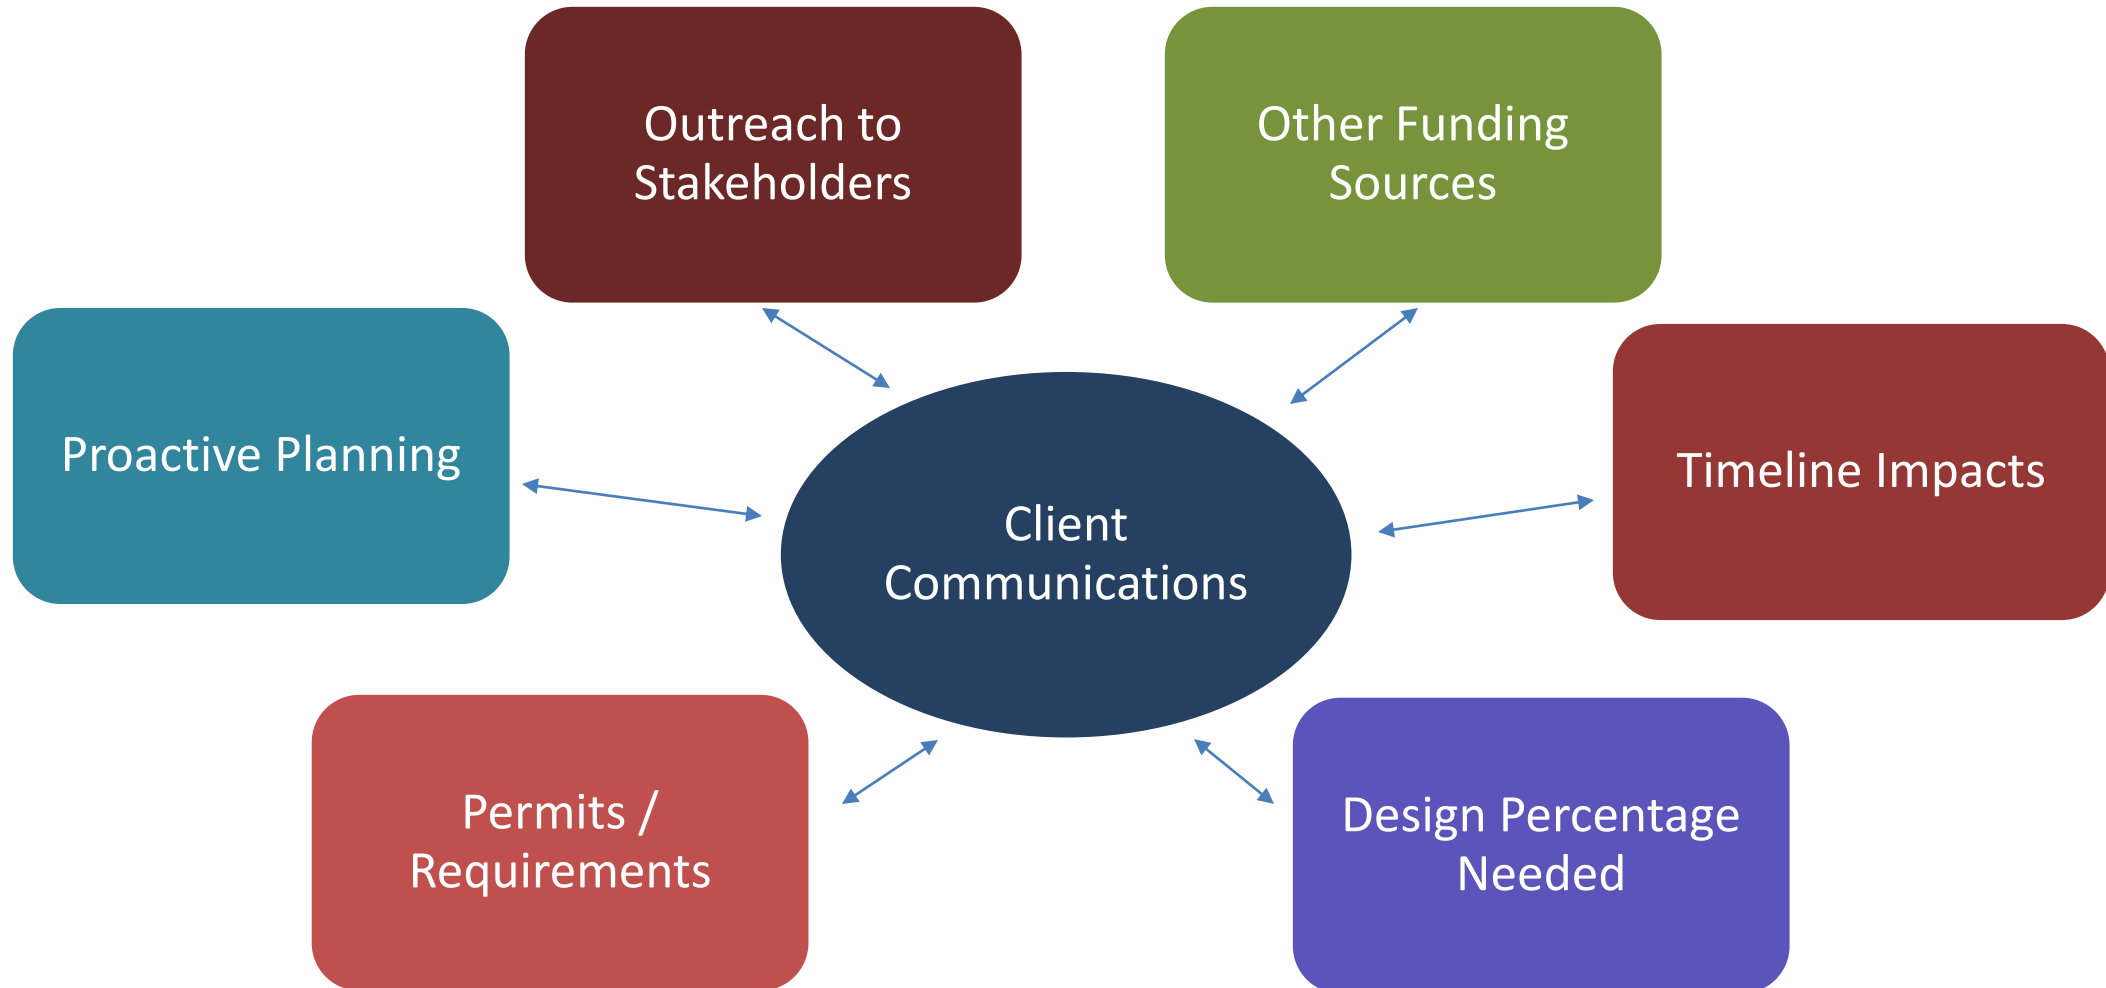 Outreach to
Stakeholders
Other Funding
Sources
Proactive Planning
Timeline Impacts
Client
Communications
Permits /
Requirements
Design Percentage
Needed